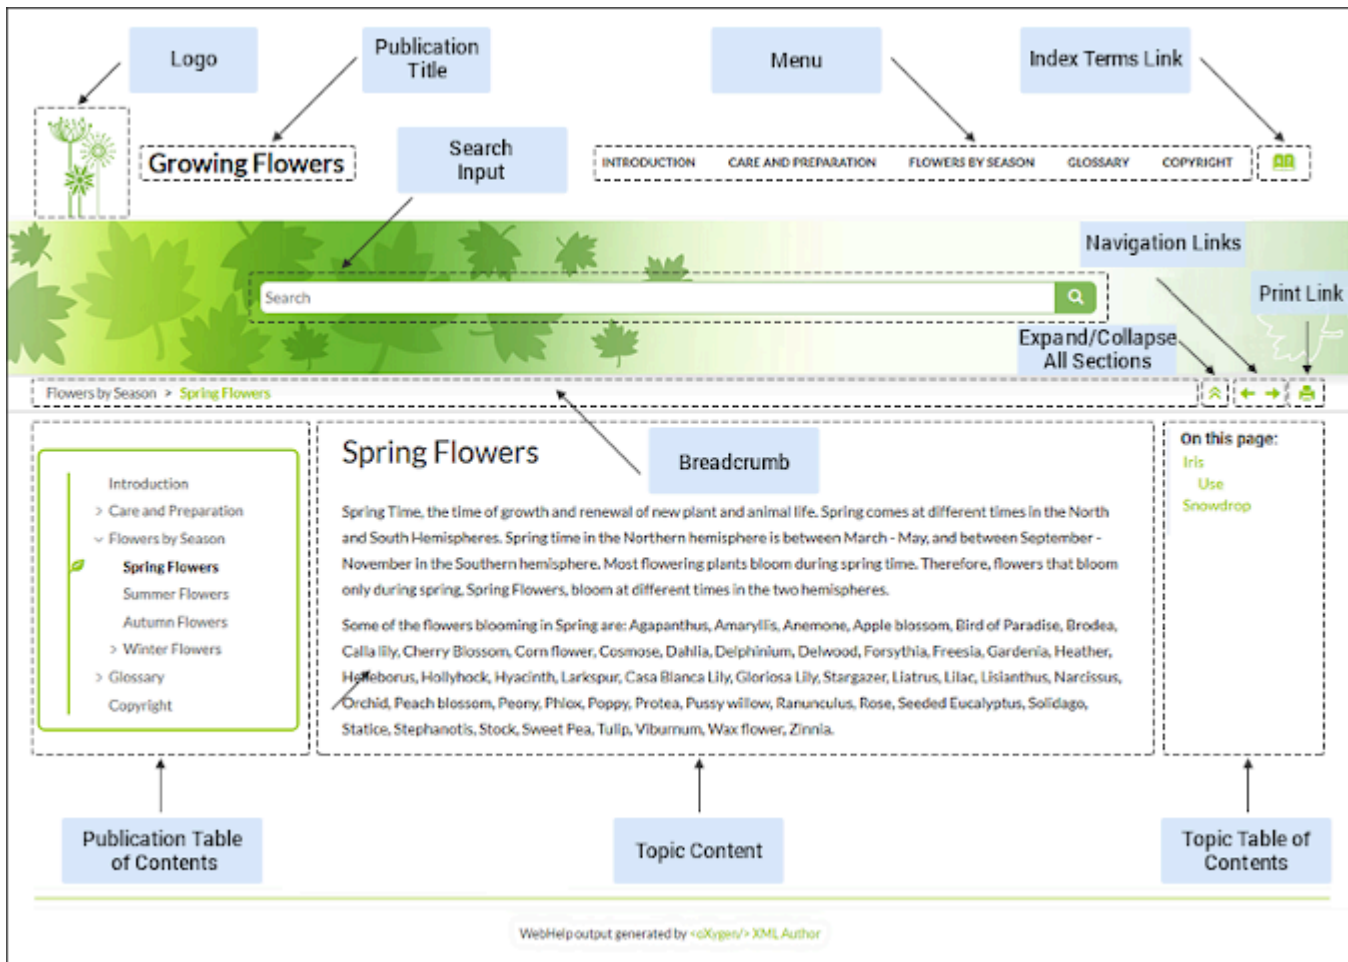 Logo
Publication
Title
Menu
Index Terms Link
Growing Flowers
Search
Input
INTRODUCTION CARE AND PREPARATION FLOWERS BY SEASON GLOSSARY COPYRIGHT
Navigation Links
Search
Print Link
Expand/Collapse
All Sections
Flowers by Season > Spring Flowers
Introduction
> Care and Preparation
Flowers by Season
Spring Flowers
Summer Flowers
Autumn Flowers
> Winter Flowers
> Glossary
Copyright
Spring Flowers
Breadcrumb
Spring Time, the time of growth and renewal of new plant and animal life. Spring comes at different times in the North
and South Hemispheres. Spring time in the Northern hemisphere is between March - May, and between September -
November in the Southern hemisphere. Most flowering plants bloom during spring time. Therefore, flowers that bloom
only during spring, Spring Flowers, bloom at different times in the two hemispheres.
Some of the flowers blooming in Spring are: Agapanthus, Amaryllis, Anemone, Apple blossom, Bird of Paradise, Brodea,
Calla lily, Cherry Blossom, Corn flower, Cosmose, Dahlia, Delphinium, Delwood, Forsythia, Freesia, Gardenia, Heather,
Helleborus, Hollyhock, Hyacinth, Larkspur, Casa Blanca Lily, Gloriosa Lily, Stargazer, Liatrus, Lilac, Lisianthus, Narcissus,
Orchid, Peach blossom, Peony, Phlox, Poppy, Protea, Pussy willow, Ranunculus, Rose, Seeded Eucalyptus, Solidago,
Statice, Stephanotis, Stock, Sweet Pea, Tulip, Viburnum, Wax flower, Zinnia.
On this page:
Iris
Use
Snowdrop
Publication Table
of Contents
Topic Content
Topic Table of
Contents
WebHelp output generated by <oXygen/> XML Author